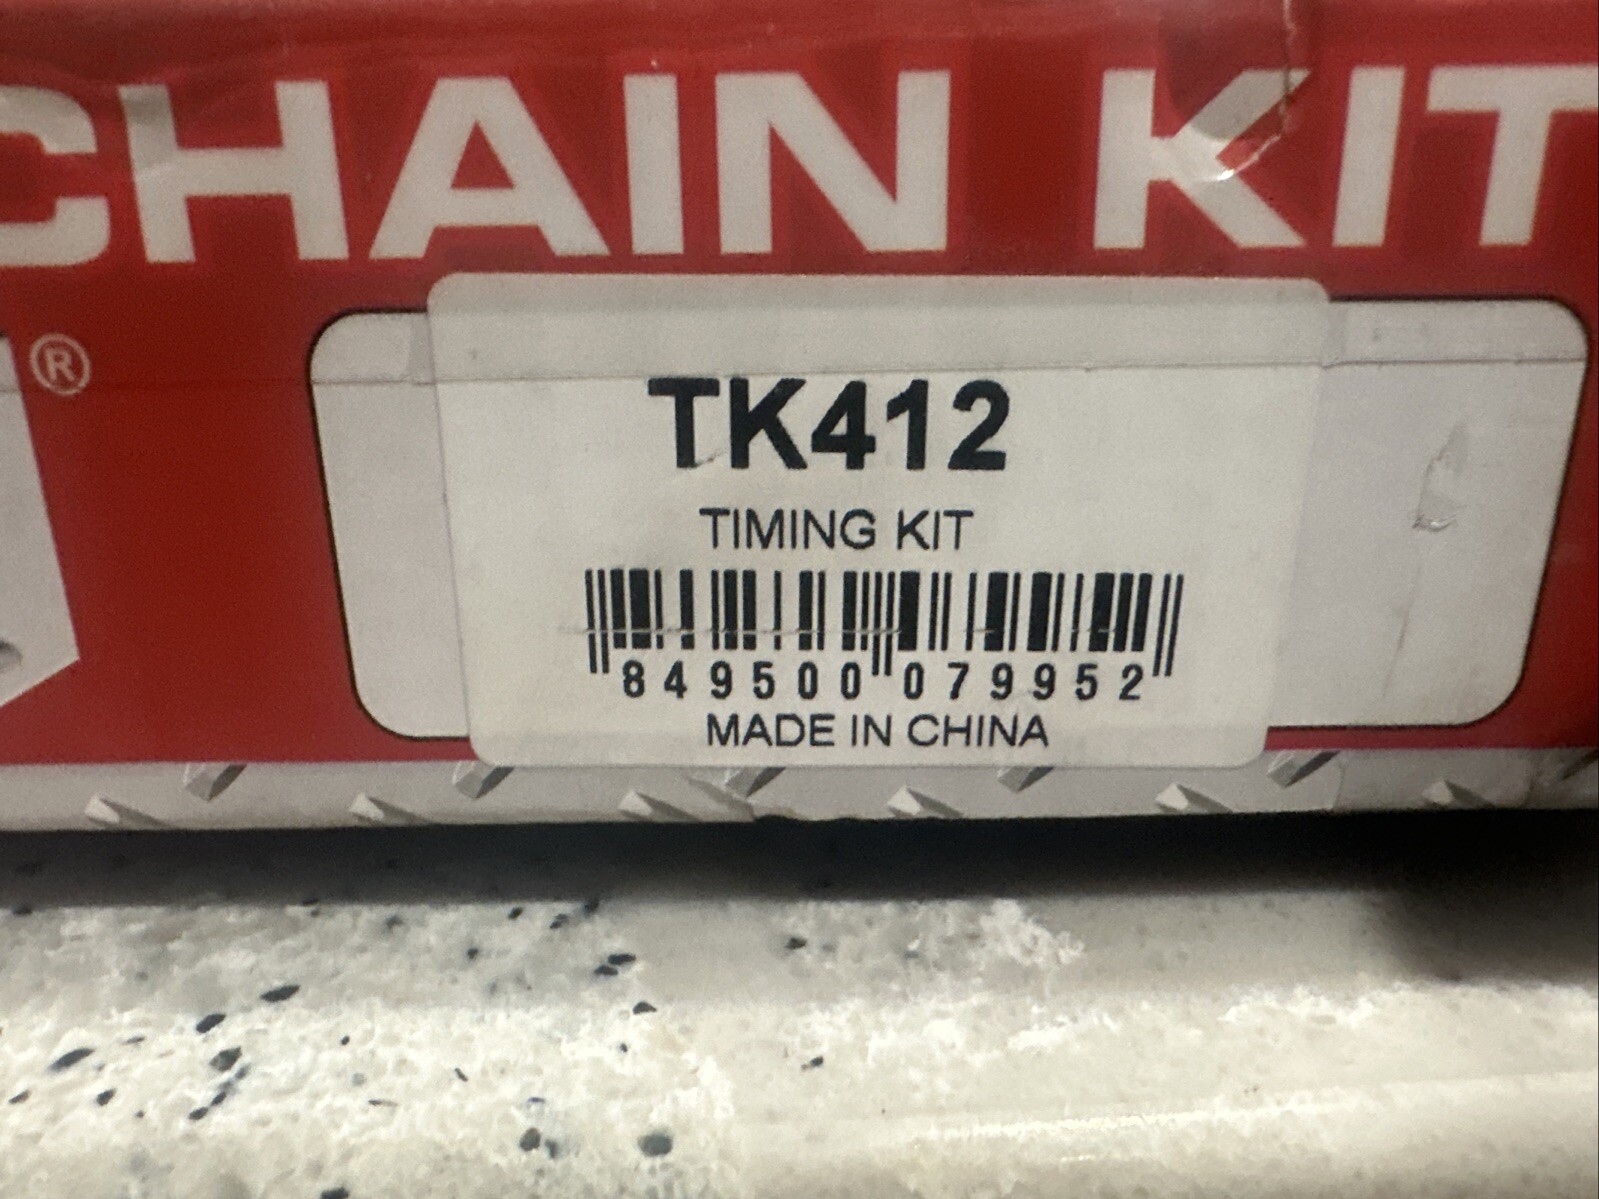 CHAIN KIT
®
TK412
TIMING KIT
849500 079952
MADE IN CHINA